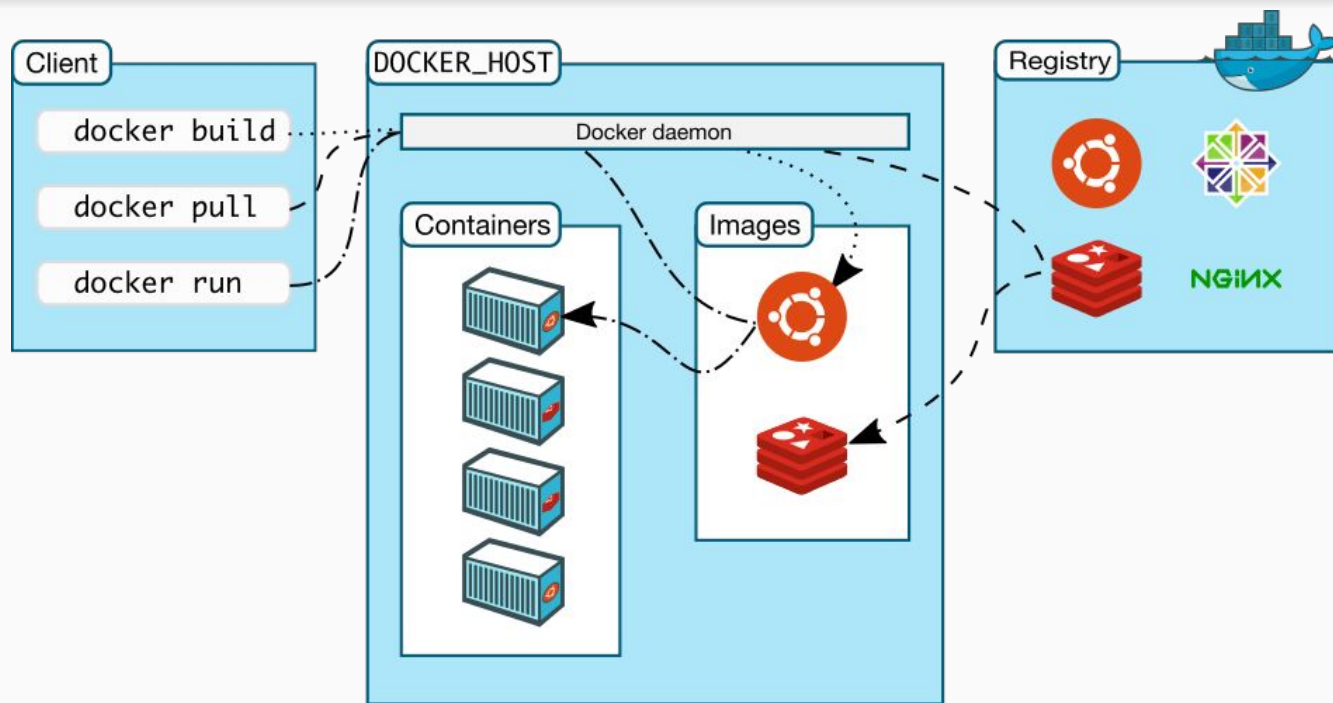 Client
docker build
docker pull
docker run
DOCKER_HOST
Docker daemon
Containers
Images
Registry
NGiNX